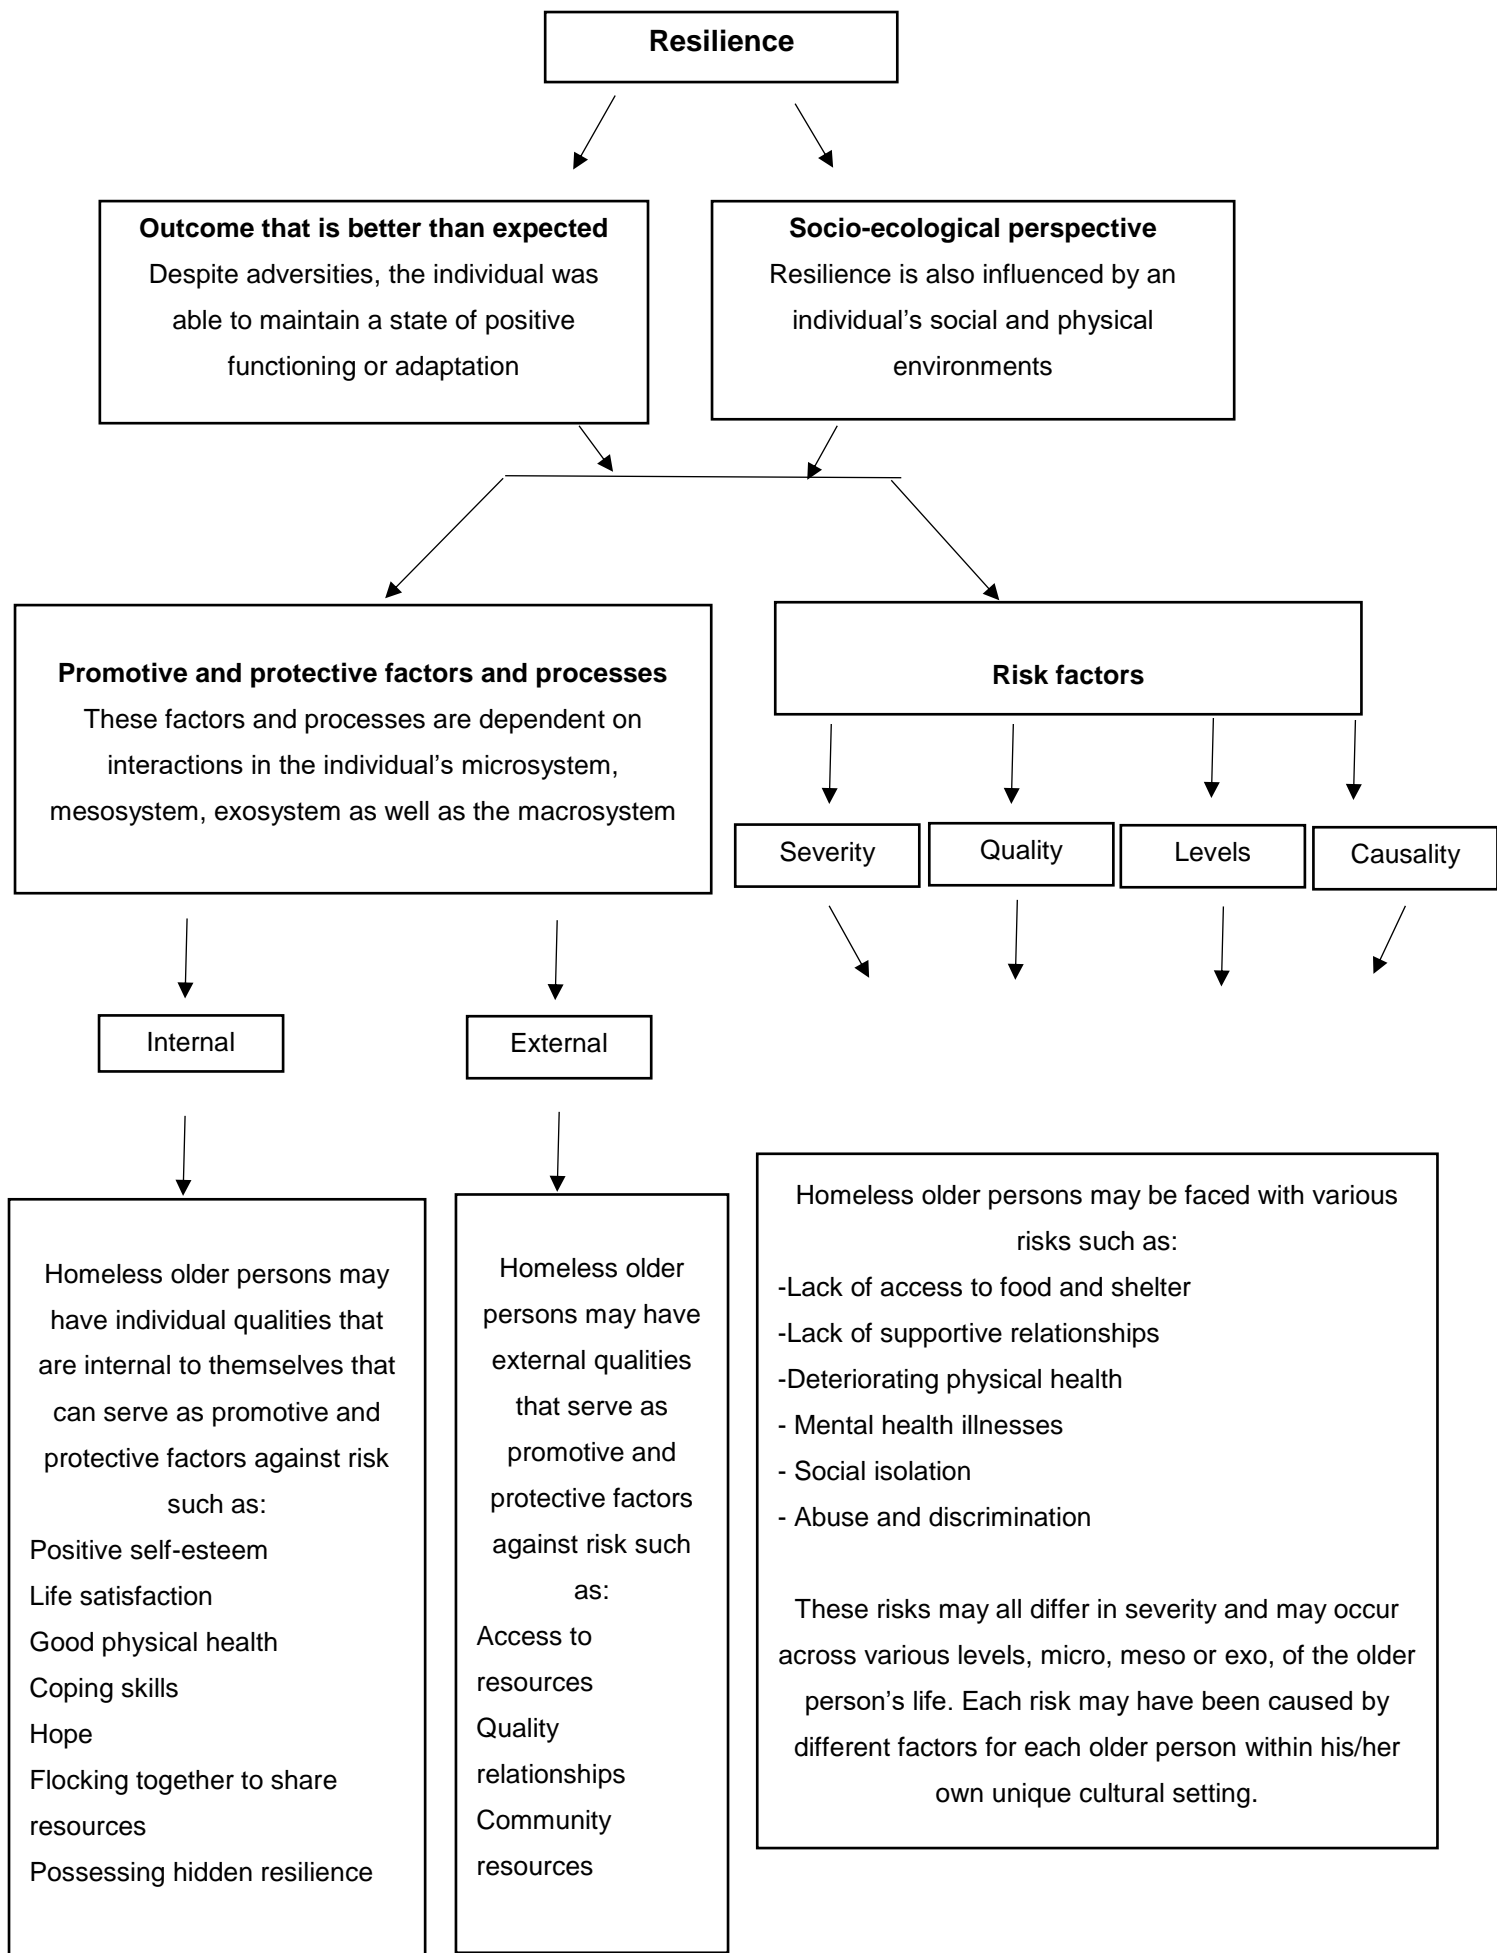 Resilience
Outcome that is better than expected
Despite adversities, the individual was
able to maintain a state of positive
functioning or adaptation
Socio-ecological perspective
Resilience is also influenced by an
individual’s social and physical
environments
Promotive and protective factors and processes
These factors and processes are dependent on
interactions in the individual’s microsystem,
mesosystem, exosystem as well as the macrosystem
Risk factors
Severity
Quality
Levels
Causality
Internal
External
Homeless older persons may
have individual qualities that
are internal to themselves that
can serve as promotive and
protective factors against risk
such as:
Positive self-esteem
Life satisfaction
Good physical health
Coping skills
Hope
Flocking together to share
resources
Possessing hidden resilience
Homeless older
persons may have
external qualities
that serve as
promotive and
protective factors
against risk such
as:
Access to
resources
Quality
relationships
Community
resources
Homeless older persons may be faced with various
risks such as:
-Lack of access to food and shelter
-Lack of supportive relationships
-Deteriorating physical health
- Mental health illnesses
- Social isolation
- Abuse and discrimination
These risks may all differ in severity and may occur
across various levels, micro, meso or exo, of the older
person’s life. Each risk may have been caused by
different factors for each older person within his/her
own unique cultural setting.